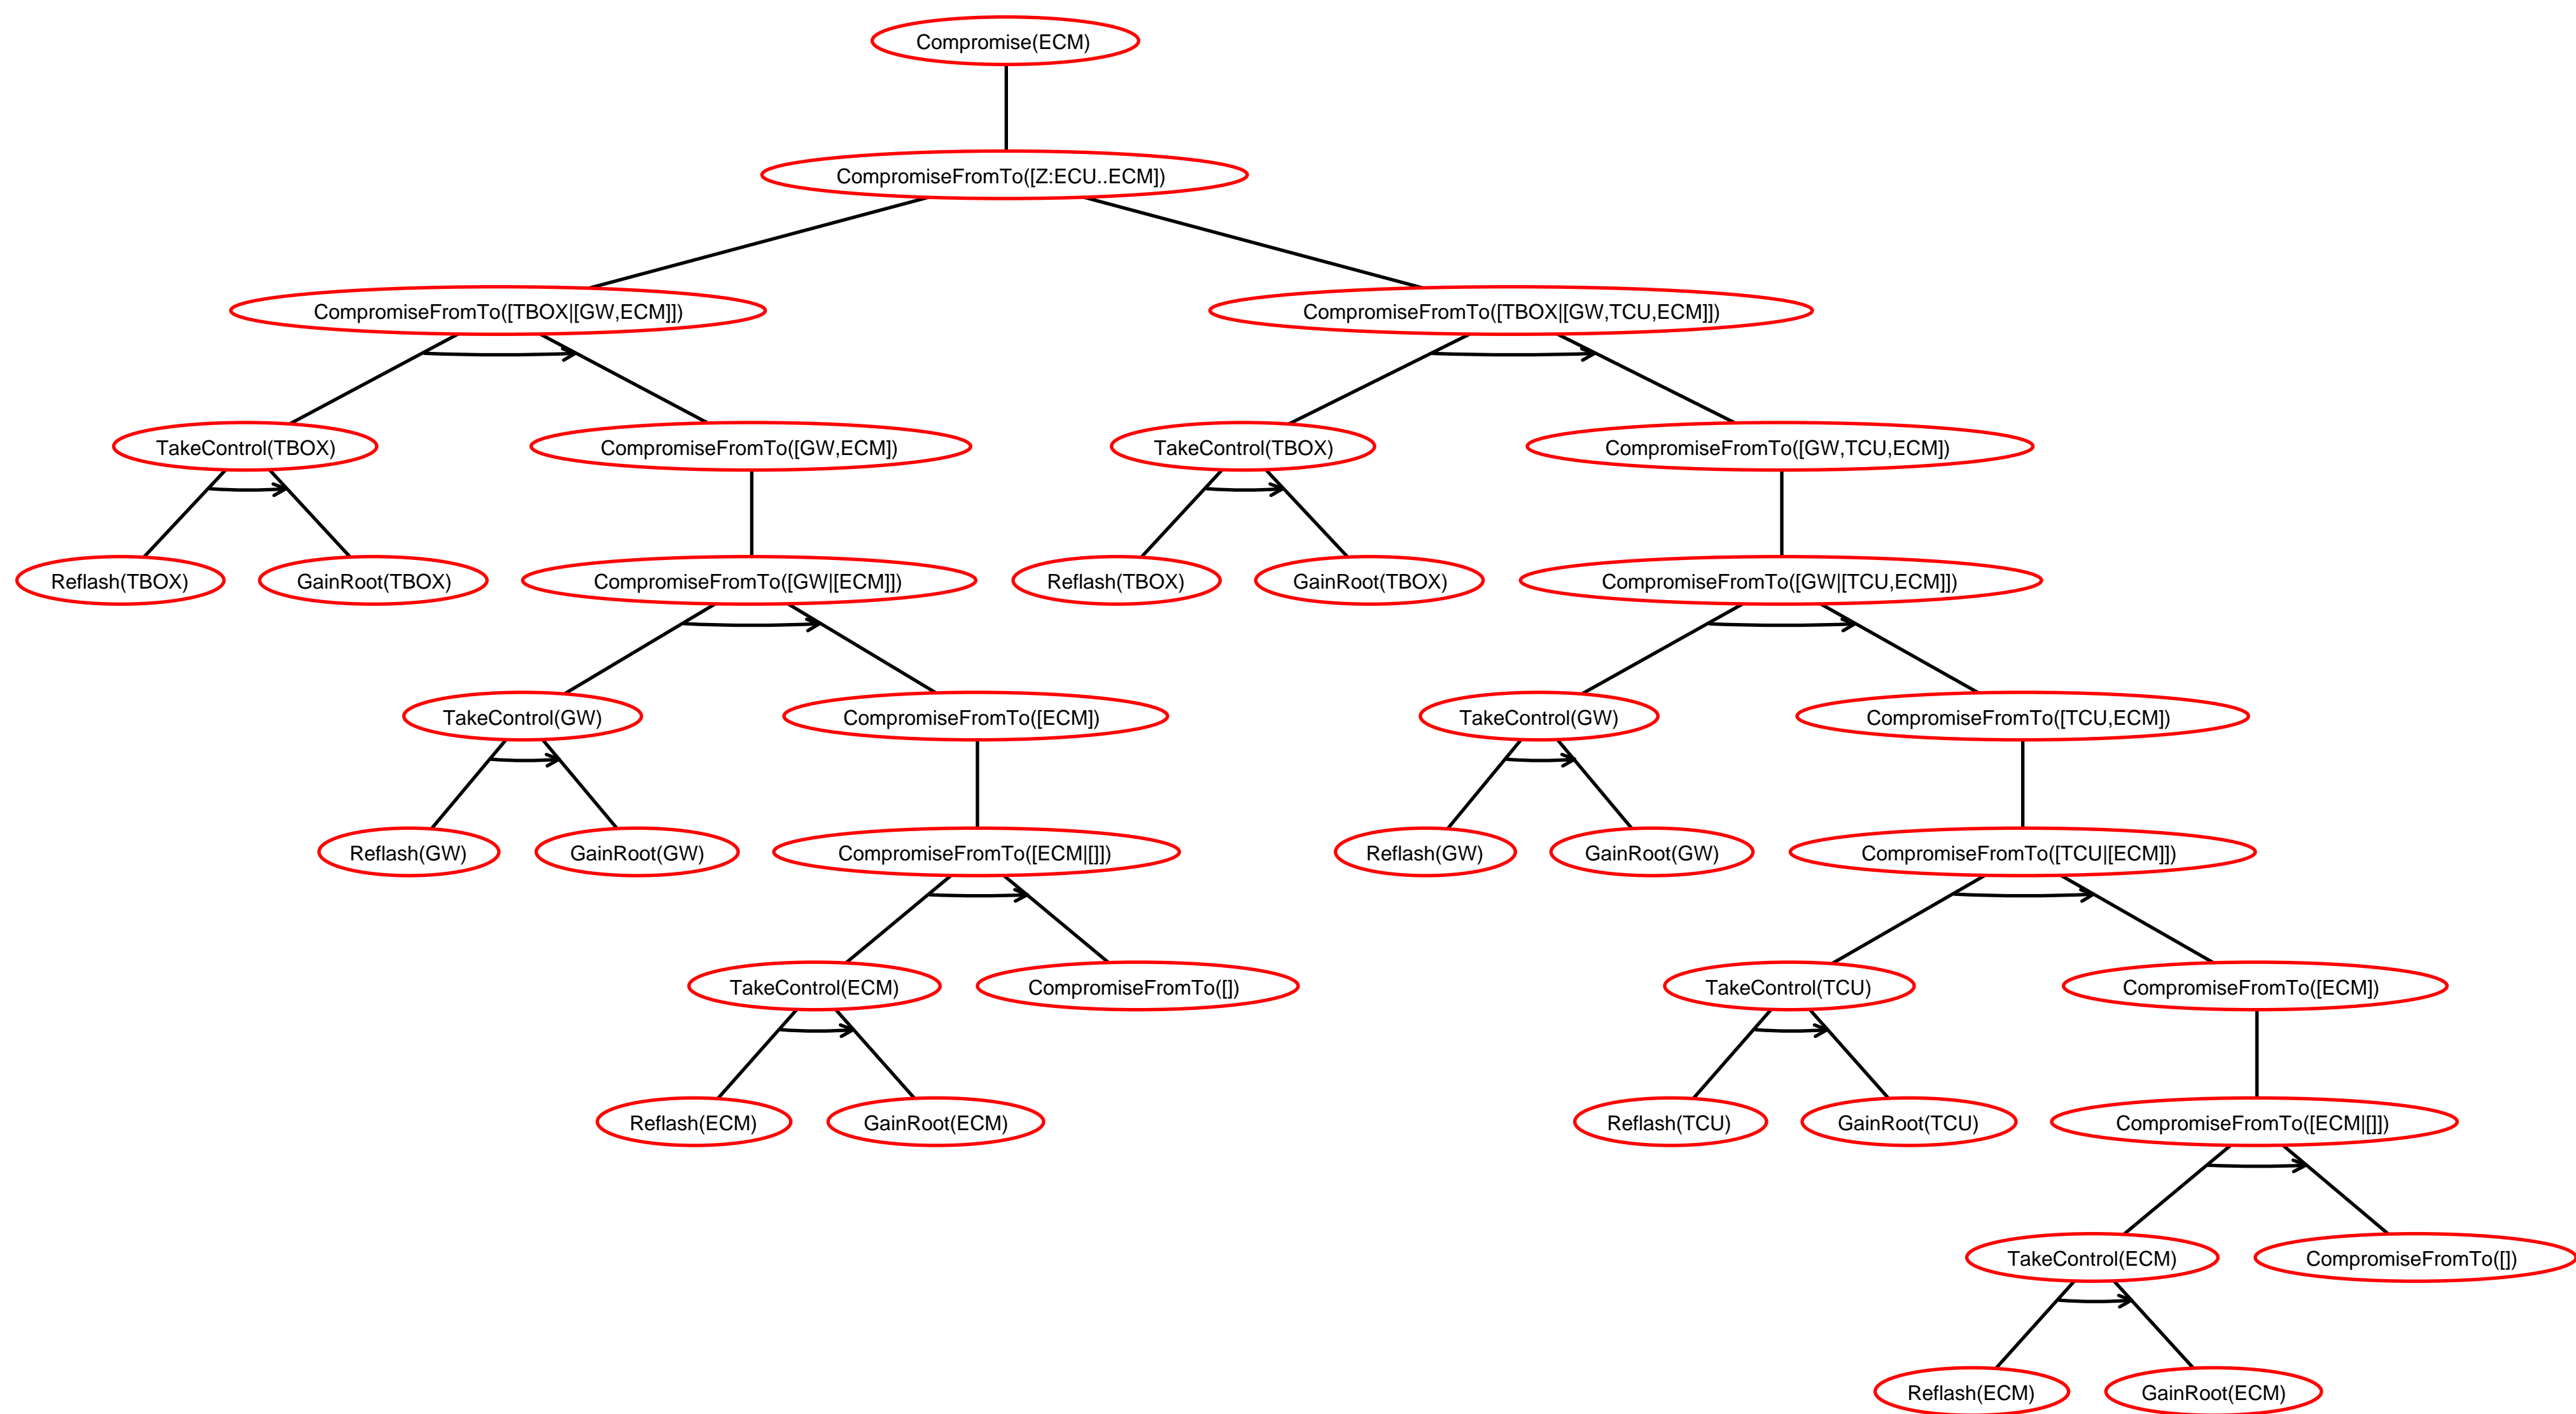 Compromise(ECM)
CompromiseFromTo([Z:ECU..ECM])
CompromiseFromTo([TBOX|[GW,ECM]])
CompromiseFromTo([TBOX|[GW,TCU,ECM]])
TakeControl(TBOX)
CompromiseFromTo([GW,ECM])
TakeControl(TBOX)
CompromiseFromTo([GW,TCU,ECM])
Reflash(TBOX)
GainRoot(TBOX)
CompromiseFromTo([GW|[ECM]])
Reflash(TBOX)
GainRoot(TBOX)
CompromiseFromTo([GW|[TCU,ECM]])
TakeControl(GW)
CompromiseFromTo([ECM])
TakeControl(GW)
CompromiseFromTo([TCU,ECM])
Reflash(GW)
GainRoot(GW)
CompromiseFromTo([ECM|[]])
Reflash(GW)
GainRoot(GW)
CompromiseFromTo([TCU|[ECM]])
TakeControl(ECM)
CompromiseFromTo([])
TakeControl(TCU)
CompromiseFromTo([ECM])
Reflash(ECM)
GainRoot(ECM)
Reflash(TCU)
GainRoot(TCU)
CompromiseFromTo([ECM|[]])
TakeControl(ECM)
CompromiseFromTo([])
Reflash(ECM)
GainRoot(ECM)